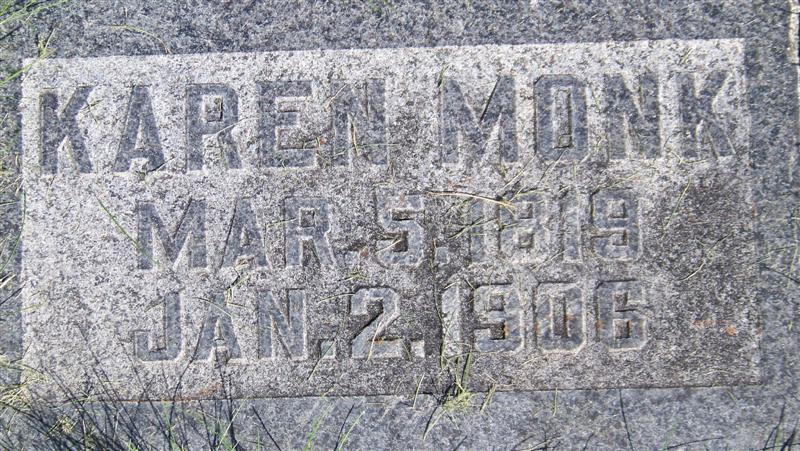 KAREN MONK
MAR. 5. 1819
JAN. 2. 1906